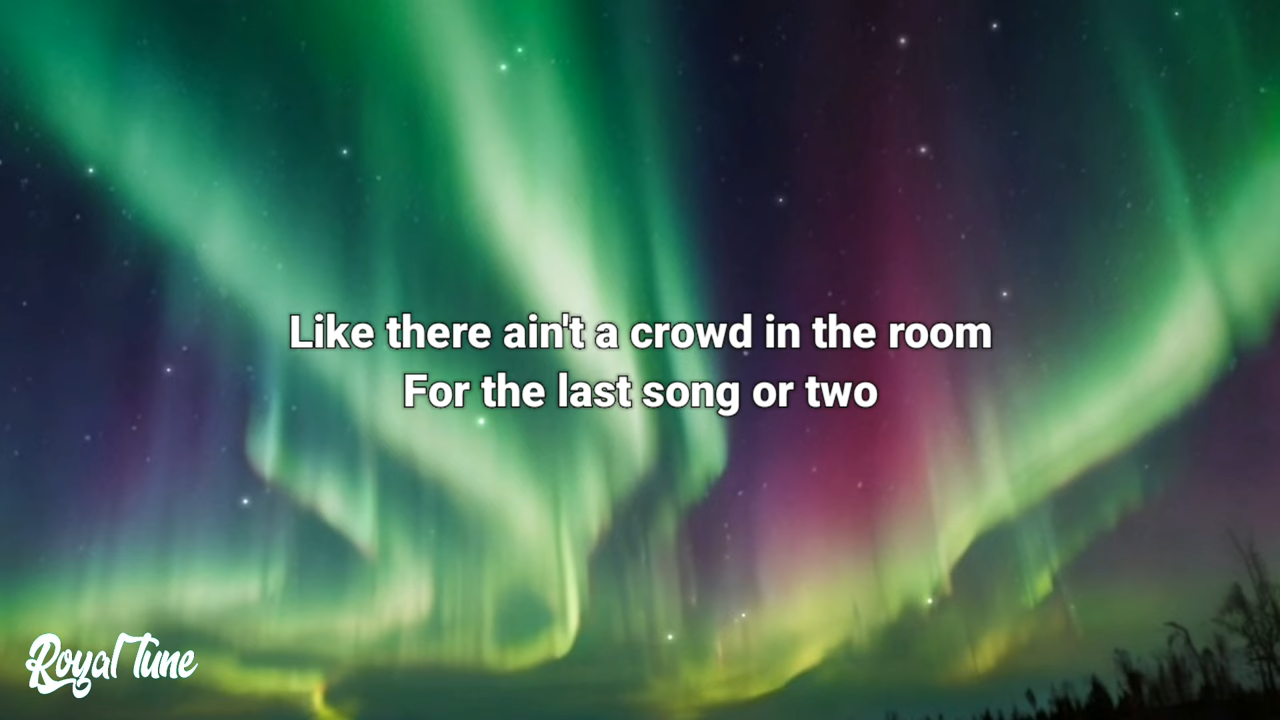 Like there ain't a crowd in the room
For the last song or two
Royal Tune